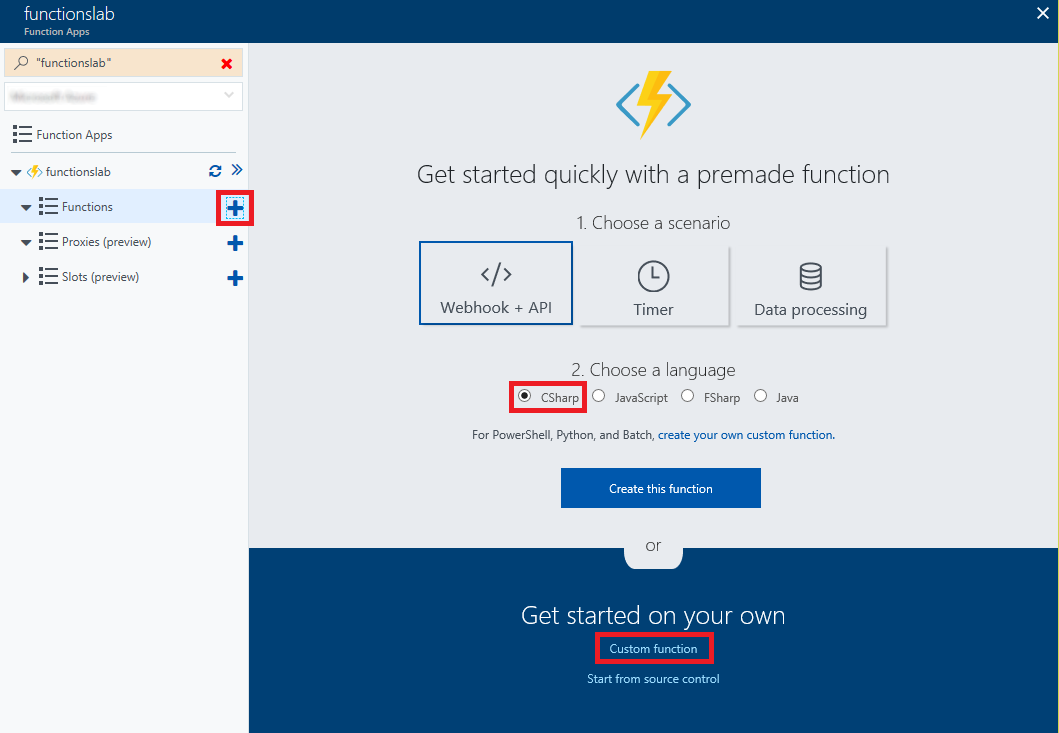 functionslab
Function Apps
"functionslab"
Function Apps
functionslab
Functions
Proxies (preview)
Slots (preview)
Get started quickly with a premade function
1. Choose a scenario
Webhook + API
Timer
Data processing
2. Choose a language
CSharp JavaScript FSharp Java
For PowerShell, Python, and Batch, create your own custom function.
Create this function
or
Get started on your own
Custom function
Start from source control